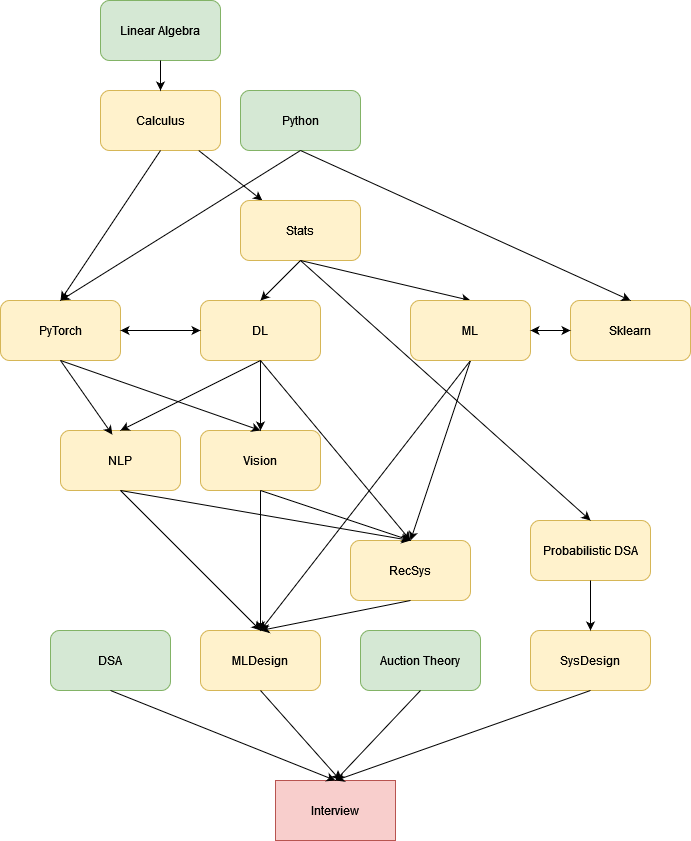 Linear Algebra
Calculus
Python
Stats
PyTorch
DL
ML
Sklearn
NLP
Vision
Probabilistic DSA
RecSys
DSA
MLDesign
Auction Theory
SysDesign
Interview